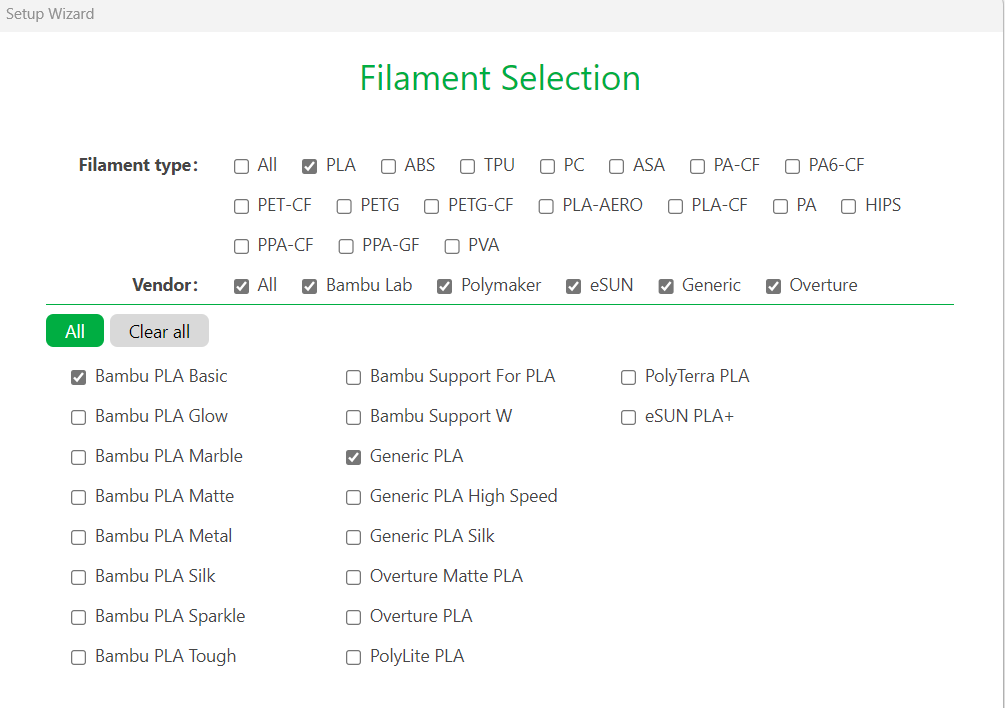 Setup Wizard
Filament Selection
Filament type: All PLA ABS TPU PC ASA PA-CF PA6-CF
PET-CF PETG PETG-CF PLA-AERO PLA-CF PA HIPS
PPA-CF PPA-GF PVA
Vendor: All Bambu Lab Polymaker eSUN Generic Overture
All Clear all
Bambu PLA Basic Bambu Support For PLA PolyTerra PLA
Bambu PLA Glow Bambu Support W eSUN PLA+
Bambu PLA Marble Generic PLA
Bambu PLA Matte Generic PLA High Speed
Bambu PLA Metal Generic PLA Silk
Bambu PLA Silk Overture Matte PLA
Bambu PLA Sparkle Overture PLA
Bambu PLA Tough PolyLite PLA